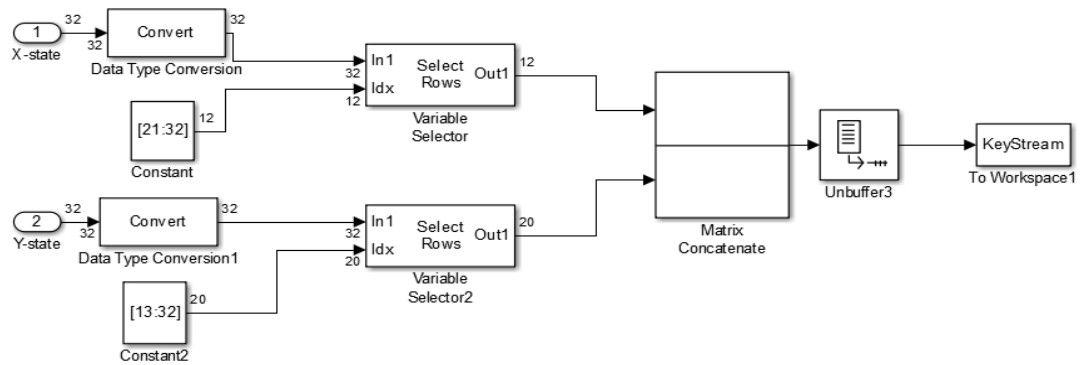 32
1
X-state
32
Convert
Data Type Conversion
32
[21:32]
Constant
12
In1
32
Idx
12
Select
Rows
Out1
Variable
Selector
12
32
2
Y-state
32
Convert
Data Type Conversion1
32
[13:32]
Constant2
20
In1
32
Idx
20
Select
Rows
Out1
Variable
Selector2
20
Matrix
Concatenate
Unbuffer3
KeyStream
To Workspace1